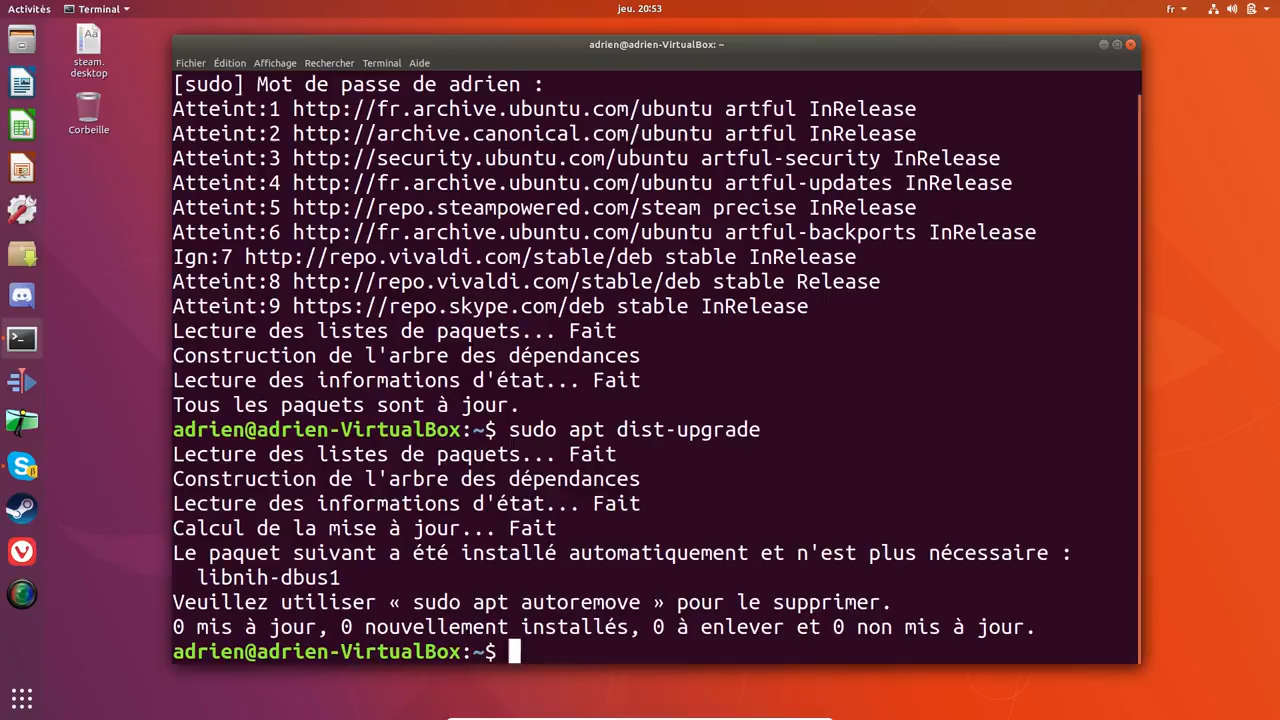 Activités
Terminal
jeu. 20:53
fr
Aa
steam.
desktop
Corbeille
adrien@adrien-VirtualBox: ~
Fichier Édition Affichage Rechercher Terminal Aide
[sudo] Mot de passe de adrien :
Atteint:1 http://fr.archive.ubuntu.com/ubuntu artful InRelease
Atteint:2 http://archive.canonical.com/ubuntu artful InRelease
Atteint:3 http://security.ubuntu.com/ubuntu artful-security InRelease
Atteint:4 http://fr.archive.ubuntu.com/ubuntu artful-updates InRelease
Atteint:5 http://repo.steampowered.com/steam precise InRelease
Atteint:6 http://fr.archive.ubuntu.com/ubuntu artful-backports InRelease
Ign:7 http://repo.vivaldi.com/stable/deb stable InRelease
Atteint:8 http://repo.vivaldi.com/stable/deb stable Release
Atteint:9 https://repo.skype.com/deb stable InRelease
Lecture des listes de paquets... Fait
Construction de l'arbre des dépendances
Lecture des informations d'état... Fait
Tous les paquets sont à jour.
adrien@adrien-VirtualBox:~$ sudo apt dist-upgrade
Lecture des listes de paquets... Fait
Construction de l'arbre des dépendances
Lecture des informations d'état... Fait
Calcul de la mise à jour... Fait
Le paquet suivant a été installé automatiquement et n'est plus nécessaire :
  libnih-dbus1
Veuillez utiliser « sudo apt autoremove » pour le supprimer.
0 mis à jour, 0 nouvellement installés, 0 à enlever et 0 non mis à jour.
adrien@adrien-VirtualBox:~$